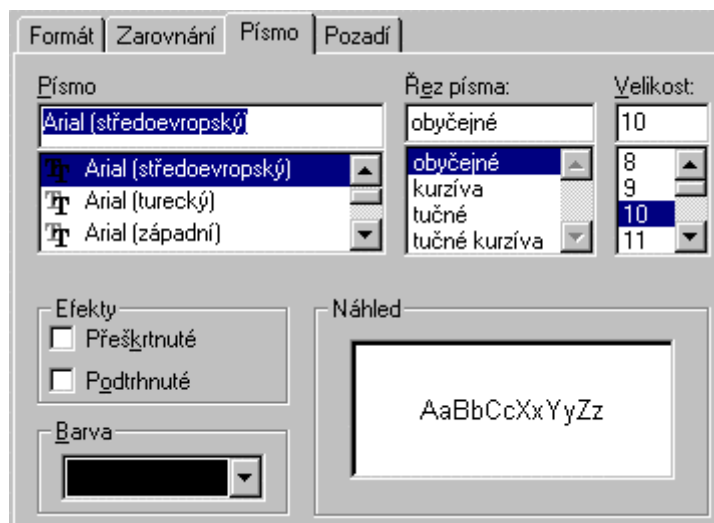 Formát Zarovnání Písmo Pozadí
Písmo
Arial (středoevropský)
Arial (středoevropský)
Arial (turecký)
Arial (západní)
Řez písma:
obyčejné
obyčejné
kurzíva
tučné
tučné kurzíva
Velikost:
10
8
9
10
11
Efekty
Přeškrtnuté
Podtrhnuté
Barva
Náhled
AaBbCcXxYyZz